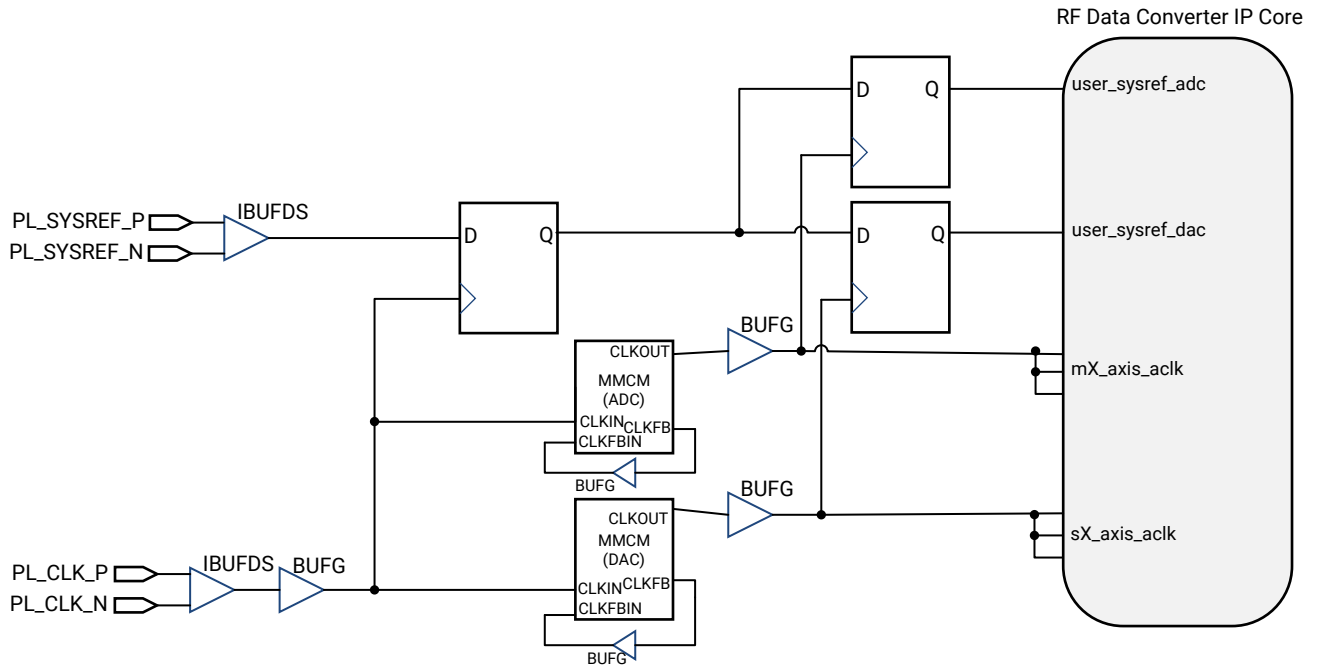 RF Data Converter IP Core
D Q
user_sysref_adc
PL_SYSREF_P
IBUFDS
PL_SYSREF_N
D Q
D Q
user_sysref_dac
BUFG
CLKOUT
MMCM
(ADC)
CLKIN
CLKFB
CLKFBIN
BUFG
mX_axis_aclk
BUFG
CLKOUT
MMCM
(DAC)
CLKIN
CLKFB
CLKFBIN
BUFG
sX_axis_aclk
PL_CLK_P
IBUFDS
BUFG
PL_CLK_N